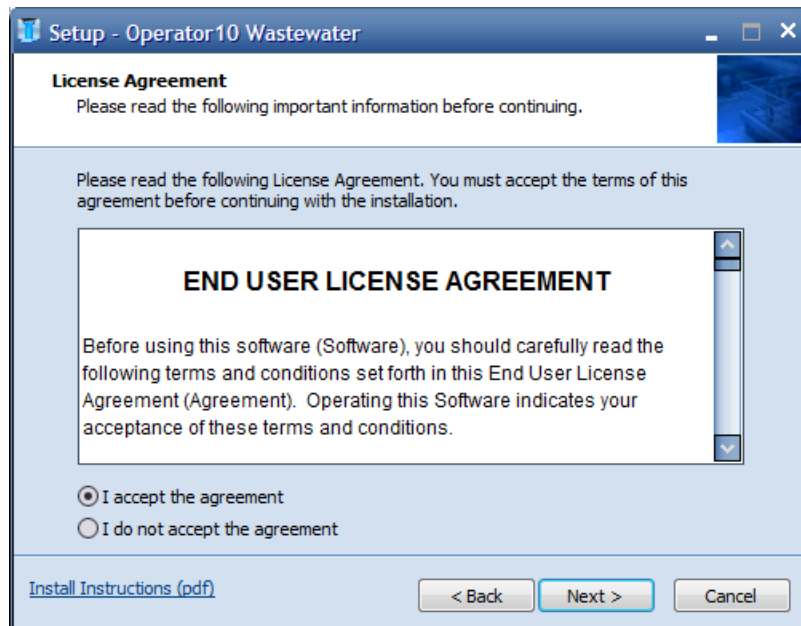 Setup - Operator10 Wastewater
License Agreement
Please read the following important information before continuing.
Please read the following License Agreement. You must accept the terms of this
agreement before continuing with the installation.
END USER LICENSE AGREEMENT
Before using this software (Software), you should carefully read the
following terms and conditions set forth in this End User License
Agreement (Agreement).  Operating this Software indicates your
acceptance of these terms and conditions.
I accept the agreement
I do not accept the agreement
Install Instructions (pdf)
< Back
Next >
Cancel